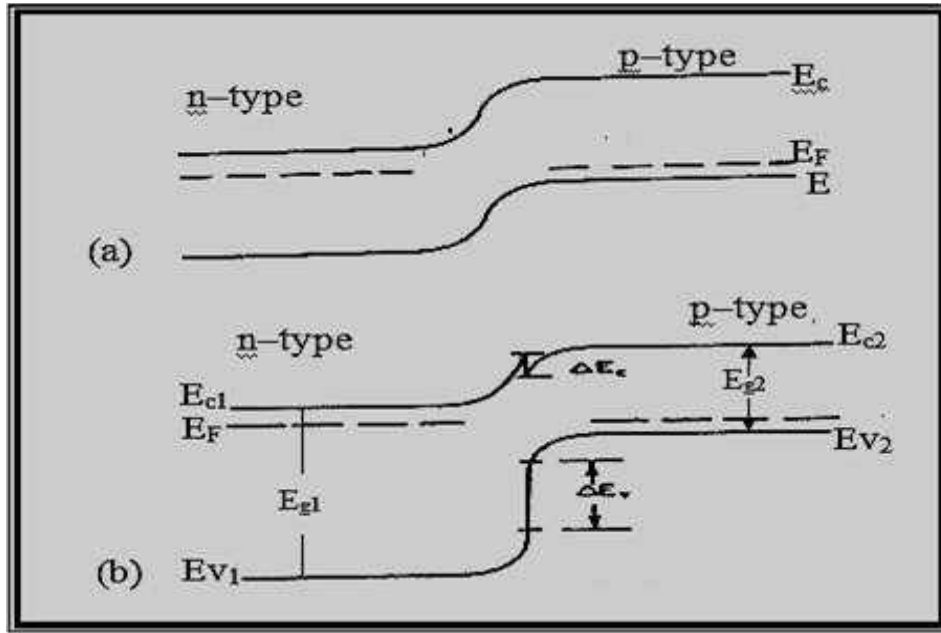 p–type
Ec
n–type
EF
E
(a)
p–type
n–type
Ec2
ΔEc
Eg2
Ec1
EF
Ev2
ΔEv
Eg1
(b)
Ev1